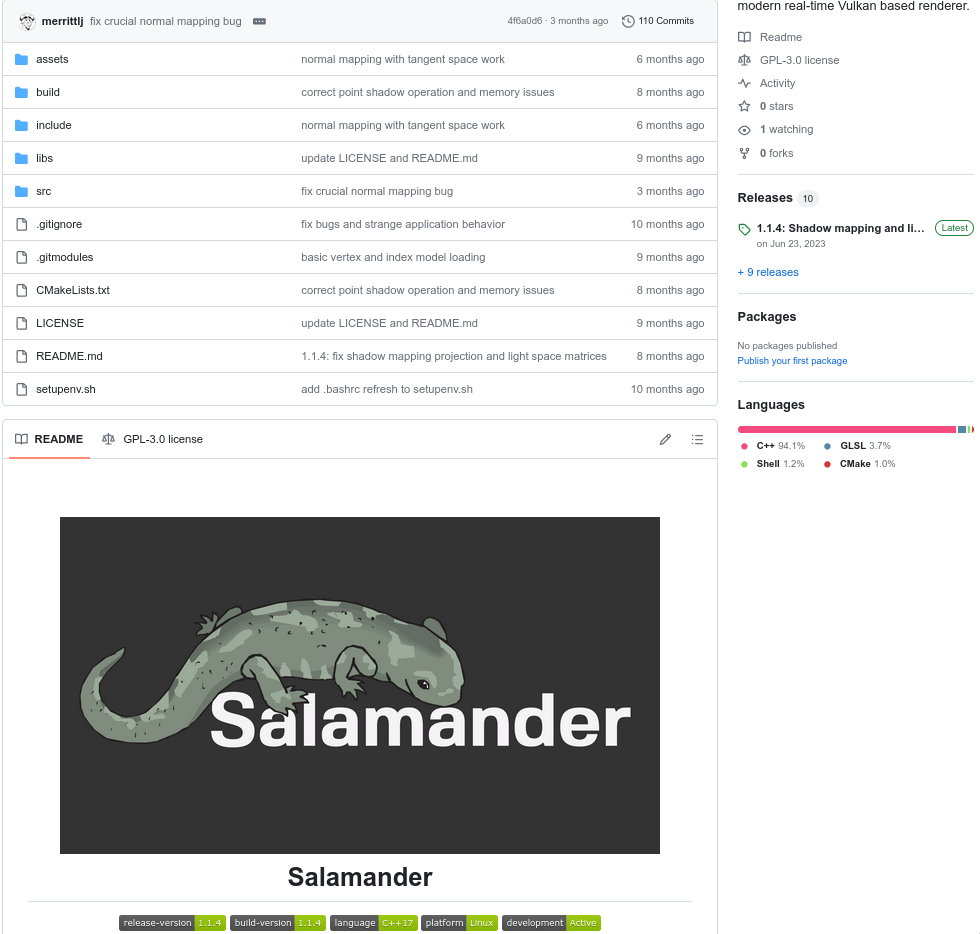 modern real-time Vulkan based renderer.
merrittlj fix crucial normal mapping bug 4f6a0d6 · 3 months ago 110 Commits
assets normal mapping with tangent space work 6 months ago
build correct point shadow operation and memory issues 8 months ago
include normal mapping with tangent space work 6 months ago
libs update LICENSE and README.md 9 months ago
src fix crucial normal mapping bug 3 months ago
.gitignore fix bugs and strange application behavior 10 months ago
.gitmodules basic vertex and index model loading 9 months ago
CMakeLists.txt correct point shadow operation and memory issues 8 months ago
LICENSE update LICENSE and README.md 9 months ago
README.md 1.1.4: fix shadow mapping projection and light space matrices 8 months ago
setupenv.sh add .bashrc refresh to setupenv.sh 10 months ago
README GPL-3.0 license
Salamander
Salamander
release-version 1.1.4 build-version 1.1.4 language C++17 platform Linux development Active
Readme
GPL-3.0 license
Activity
0 stars
1 watching
0 forks
Releases 10
1.1.4: Shadow mapping and li... Latest
on Jun 23, 2023
+ 9 releases
Packages
No packages published
Publish your first package
Languages
C++ 94.1% GLSL 3.7%
Shell 1.2% CMake 1.0%